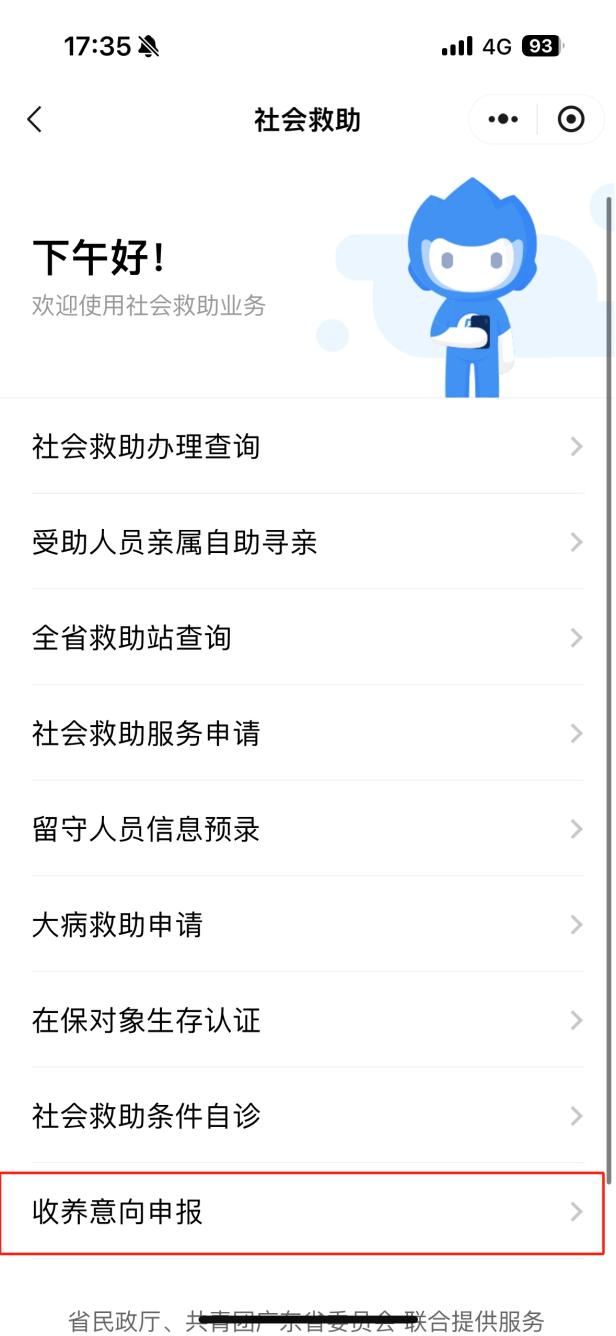 17:35 4G 93
社会救助
下午好!
欢迎使用社会救助业务
社会救助办理查询
受助人员亲属自助寻亲
全省救助站查询
社会救助服务申请
留守人员信息预录
大病救助申请
在保对象生存认证
社会救助条件自诊
收养意向申报
省民政厅、共青团广东省委员会 联合提供服务